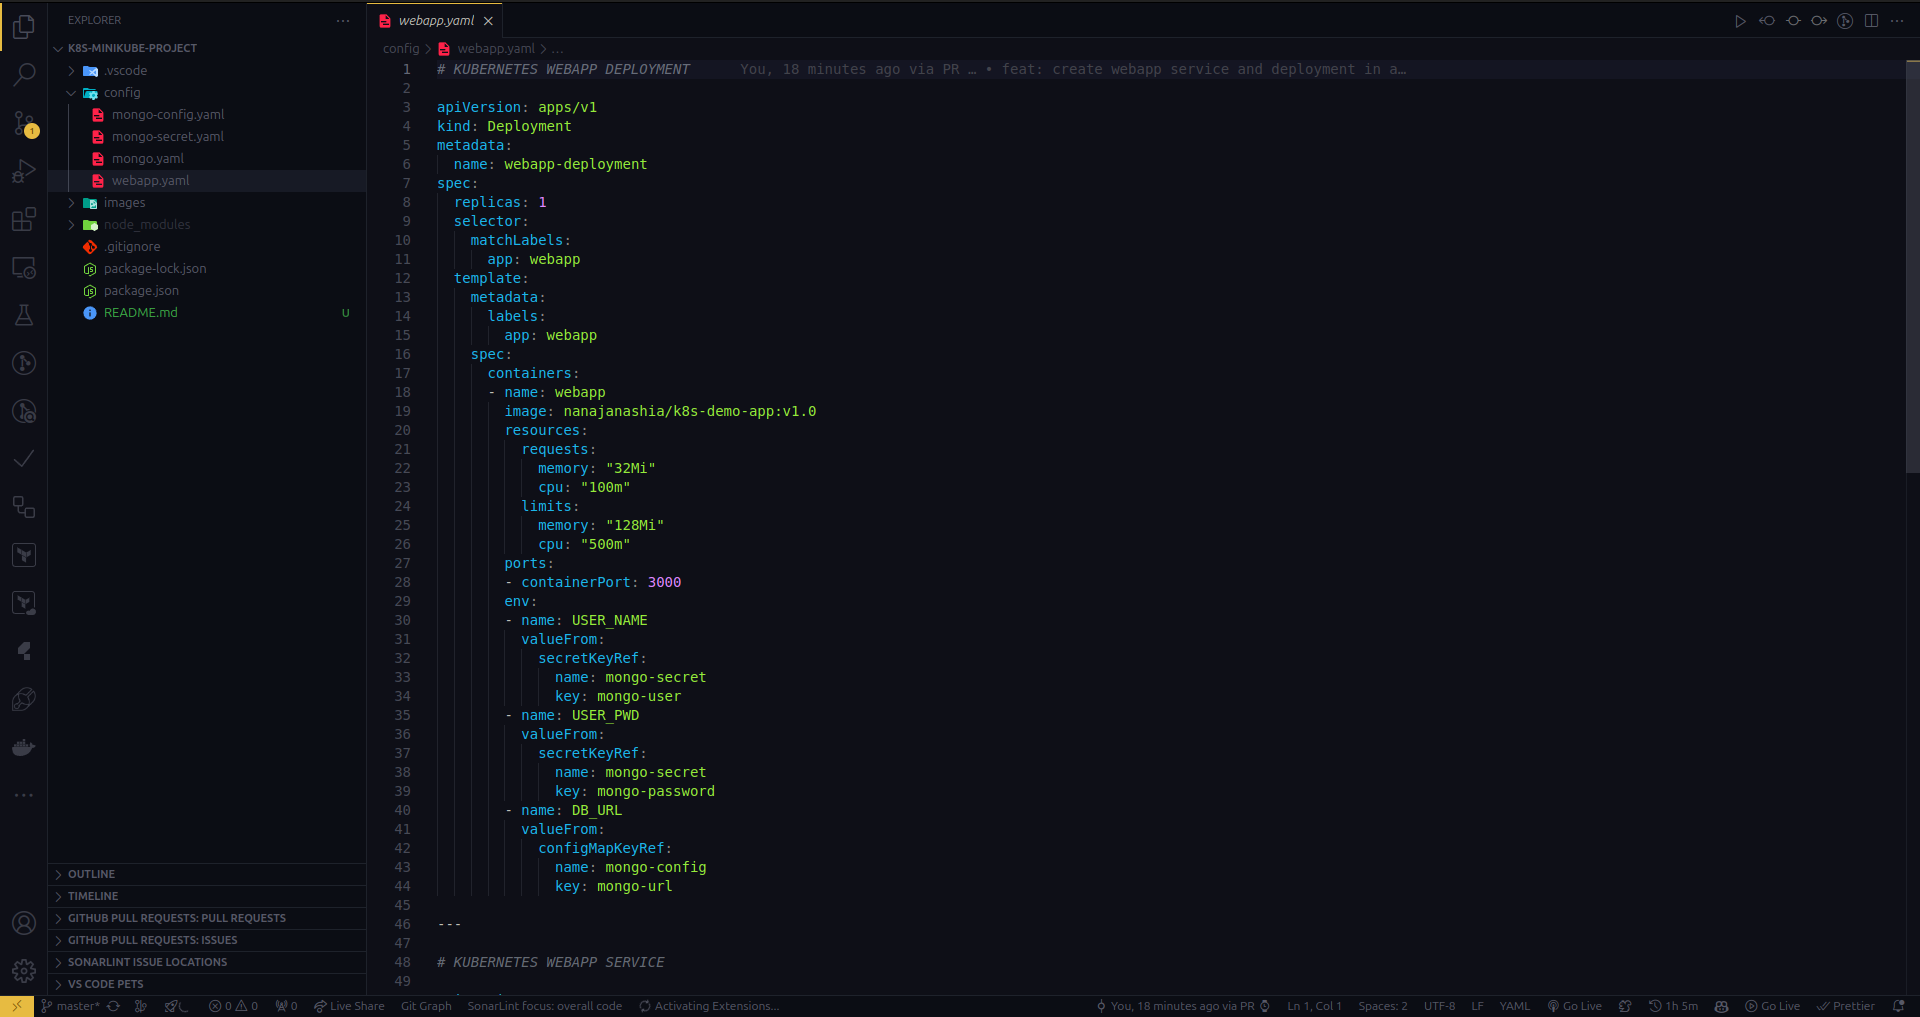 EXPLORER
K8S-MINIKUBE-PROJECT
.vscode
config
mongo-config.yaml
mongo-secret.yaml
mongo.yaml
webapp.yaml
images
node_modules
.gitignore
package-lock.json
package.json
README.md U
OUTLINE
TIMELINE
GITHUB PULL REQUESTS: PULL REQUESTS
GITHUB PULL REQUESTS: ISSUES
SONARLINT ISSUE LOCATIONS
VS CODE PETS
1
webapp.yaml
config > webapp.yaml > ...
1 # KUBERNETES WEBAPP DEPLOYMENT You, 18 minutes ago via PR … • feat: create webapp service and deployment in a…
2
3 apiVersion: apps/v1
4 kind: Deployment
5 metadata:
6 name: webapp-deployment
7 spec:
8 replicas: 1
9 selector:
10 matchLabels:
11 app: webapp
12 template:
13 metadata:
14 labels:
15 app: webapp
16 spec:
17 containers:
18 - name: webapp
19 image: nanajanashia/k8s-demo-app:v1.0
20 resources:
21 requests:
22 memory: "32Mi"
23 cpu: "100m"
24 limits:
25 memory: "128Mi"
26 cpu: "500m"
27 ports:
28 - containerPort: 3000
29 env:
30 - name: USER_NAME
31 valueFrom:
32 secretKeyRef:
33 name: mongo-secret
34 key: mongo-user
35 - name: USER_PWD
36 valueFrom:
37 secretKeyRef:
38 name: mongo-secret
39 key: mongo-password
40 - name: DB_URL
41 valueFrom:
42 configMapKeyRef:
43 name: mongo-config
44 key: mongo-url
45
46 ---
47
48 # KUBERNETES WEBAPP SERVICE
49
master* 0 0 0 Live Share Git Graph SonarLint focus: overall code Activating Extensions... You, 18 minutes ago via PR Ln 1, Col 1 Spaces: 2 UTF-8 LF YAML Go Live 1h 5m Go Live Prettier